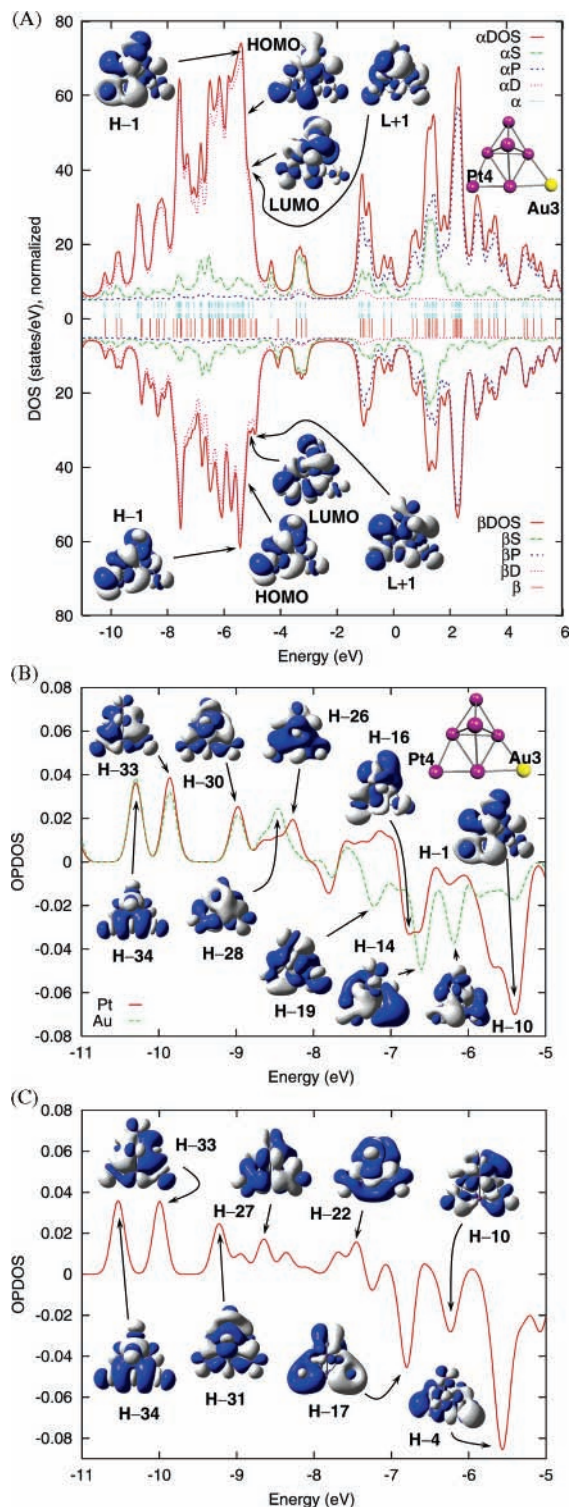 (A)
80
60
40
20
0
20
40
60
80
DOS (states/eV), normalized
HOMO
H−1
L+1
LUMO
αDOS
αS
αP
αD
α
Pt4
Au3
H−1
LUMO
HOMO
L+1
βDOS
βS
βP
βD
β
-10 -8 -6 -4 -2 0 2 4 6
Energy (eV)
(B)
0.08
0.06
0.04
0.02
0
-0.02
-0.04
-0.06
-0.08
OPDOS
H−33
H−30
H−26
H−16
Pt4
Au3
H−1
H−34
H−28
H−19
H−14
H−10
Pt
Au
-11 -10 -9 -8 -7 -6 -5
Energy (eV)
(C)
0.08
0.06
0.04
0.02
0
-0.02
-0.04
-0.06
-0.08
OPDOS
H−33
H−27
H−22
H−10
H−34
H−31
H−17
H−4
-11 -10 -9 -8 -7 -6 -5
Energy (eV)